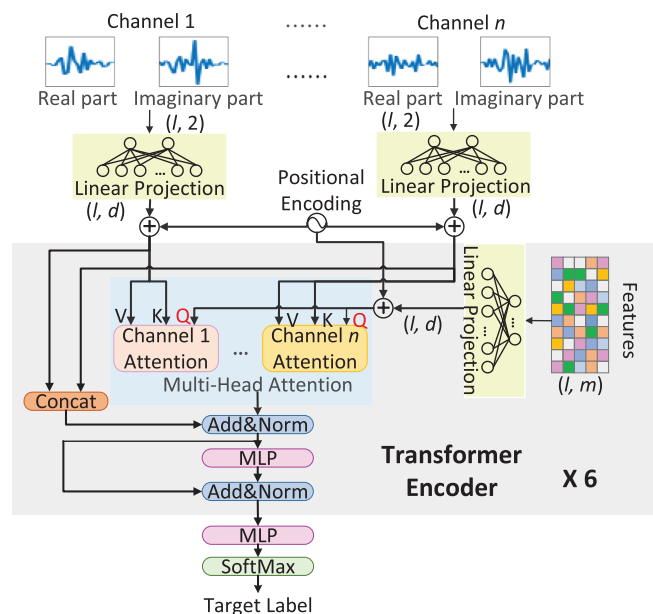 Channel 1 ...... Channel n
......
Real part Imaginary part Real part Imaginary part
(l, 2) (l, 2)
... ...
Linear Projection Linear Projection
Positional
Encoding
(l, d) (l, d)
+ +
Linear Projection
Features
V K Q V K Q + (l, d)
Channel 1
Attention
...
Channel n
Attention
(l, m)
Multi-Head Attention
Concat
Add&Norm
MLP
Transformer
Encoder
X 6
Add&Norm
MLP
SoftMax
Target Label